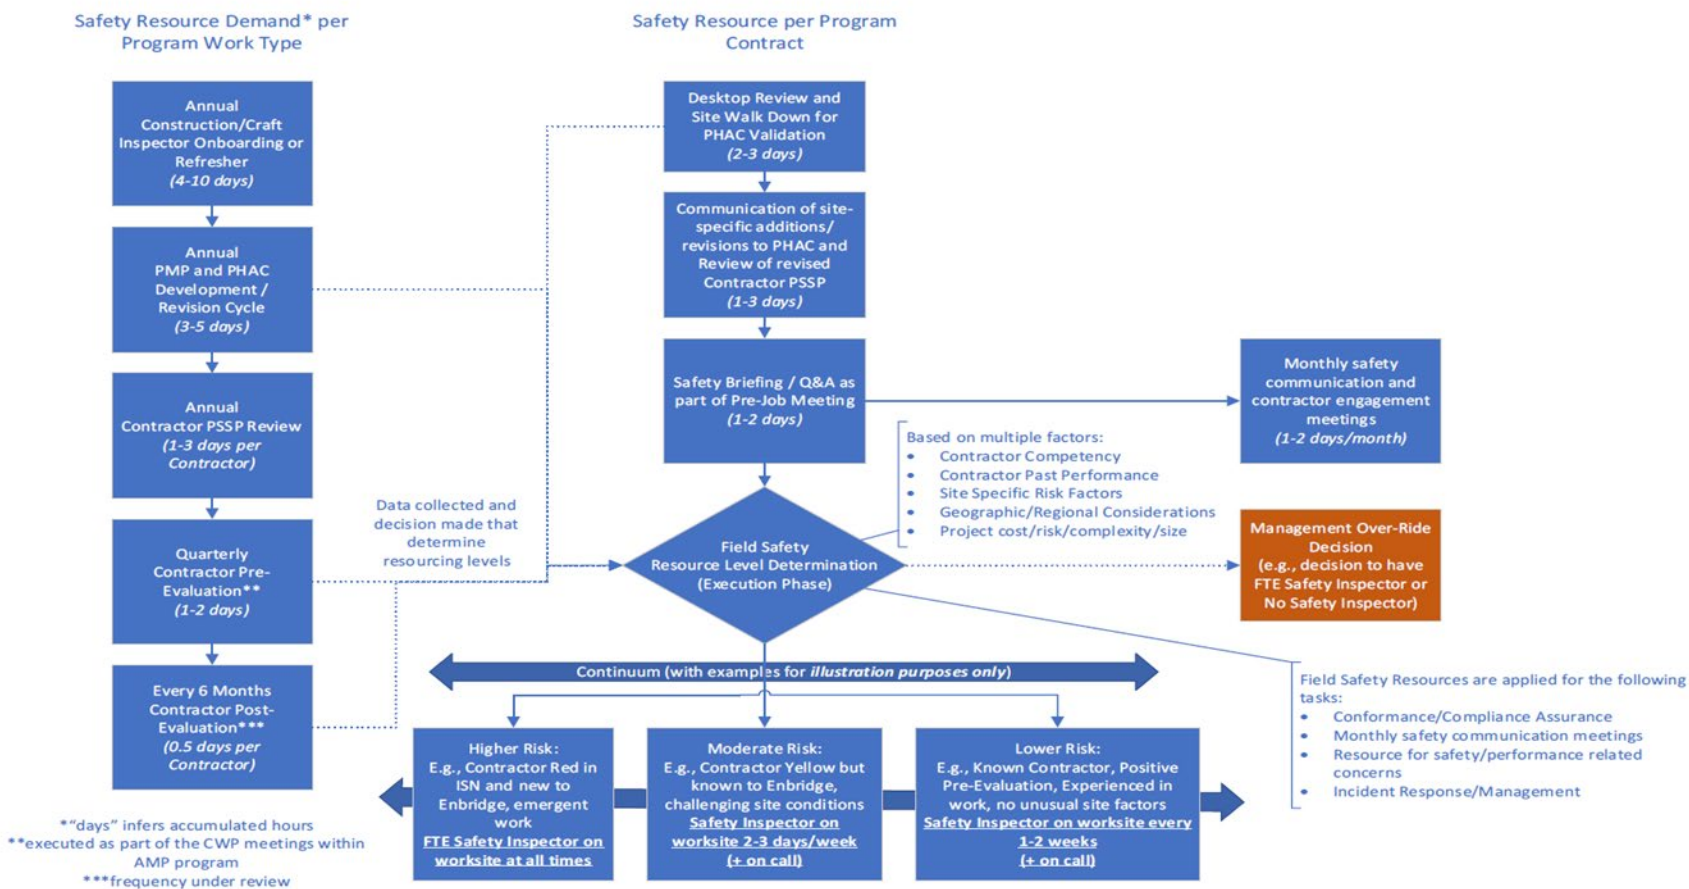 Safety Resource Demand* per
Program Work Type
Annual
Construction/Craft
Inspector Onboarding or
Refresher
(4-10 days)
Annual
PMP and PHAC
Development /
Revision Cycle
(3-5 days)
Annual
Contractor PSSP Review
(1-3 days per
Contractor)
Quarterly
Contractor Pre-
Evaluation**
(1-2 days)
Every 6 Months
Contractor Post-
Evaluation***
(0.5 days per
Contractor)
*"days" infers accumulated hours
**executed as part of the CWP meetings within
AMP program
***frequency under review
Data collected and
decision made that
determine
resourcing levels
Safety Resource per Program
Contract
Desktop Review and
Site Walk Down for
PHAC Validation
(2-3 days)
Communication of site-
specific additions/
revisions to PHAC and
Review of revised
Contractor PSSP
(1-3 days)
Safety Briefing / Q&A as
part of Pre-Job Meeting
(1-2 days)
Monthly safety
communication and
contractor engagement
meetings
(1-2 days/month)
Based on multiple factors:
• Contractor Competency
• Contractor Past Performance
• Site Specific Risk Factors
• Geographic/Regional Considerations
• Project cost/risk/complexity/size
Field Safety
Resource Level Determination
(Execution Phase)
Management Over-Ride
Decision
(e.g., decision to have
FTE Safety Inspector or
No Safety Inspector)
Continuum (with examples for illustration purposes only)
Higher Risk:
E.g., Contractor Red in
ISN and new to
Enbridge, emergent
work
FTE Safety Inspector on
worksite at all times
Moderate Risk:
E.g., Contractor Yellow but
known to Enbridge,
challenging site conditions
Safety Inspector on
worksite 2-3 days/week
(+ on call)
Lower Risk:
E.g., Known Contractor, Positive
Pre-Evaluation, Experienced in
work, no unusual site factors
Safety Inspector on worksite every
1-2 weeks
(+ on call)
Field Safety Resources are applied for the following
tasks:
• Conformance/Compliance Assurance
• Monthly safety communication meetings
• Resource for safety/performance related
concerns
• Incident Response/Management